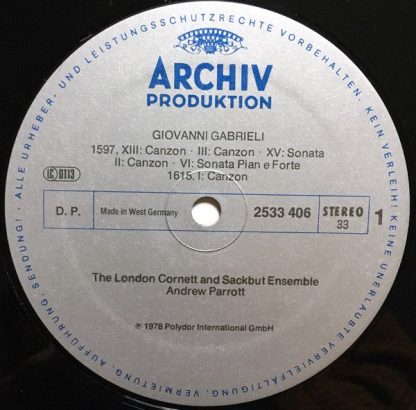 ALLE URHEBER- UND LEISTUNGSSCHUTZRECHTE VORBEHALTEN. KEIN VERLEIH! KEINE UNERLAUBTE VERVIELFÄLTIGUNG, VERMIETUNG, AUFFÜHRUNG, SENDUNG!
ARCHIV
PRODUKTION
GIOVANNI GABRIELI
1597, XIII: Canzon · III: Canzon · XV: Sonata
II: Canzon · VI: Sonata Pian e Forte
1615, I: Canzon
LC 0113
D. P. Made in West Germany 2533 406 STEREO 33 1
The London Cornett and Sackbut Ensemble
Andrew Parrott
℗ 1978 Polydor International GmbH